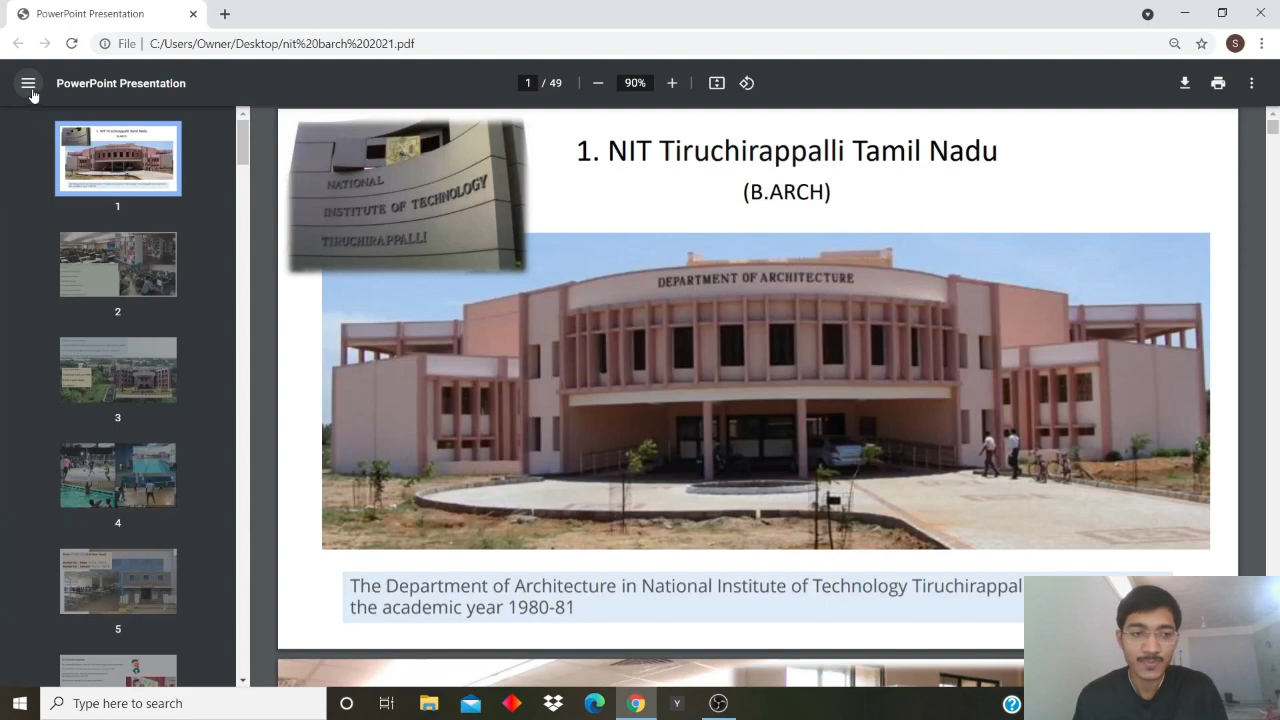 PowerPoint Presentation
File
C:/Users/Owner/Desktop/nit%20barch%202021.pdf
S
PowerPoint Presentation
1 / 49
90%
1
2
3
4
5
NATIONAL
INSTITUTE OF TECHNOLOGY
TIRUCHIRAPPALLI
1. NIT Tiruchirappalli Tamil Nadu
(B.ARCH)
DEPARTMENT OF ARCHITECTURE
The Department of Architecture in National Institute of Technology Tiruchirappal
the academic year 1980-81
Type here to search
Y